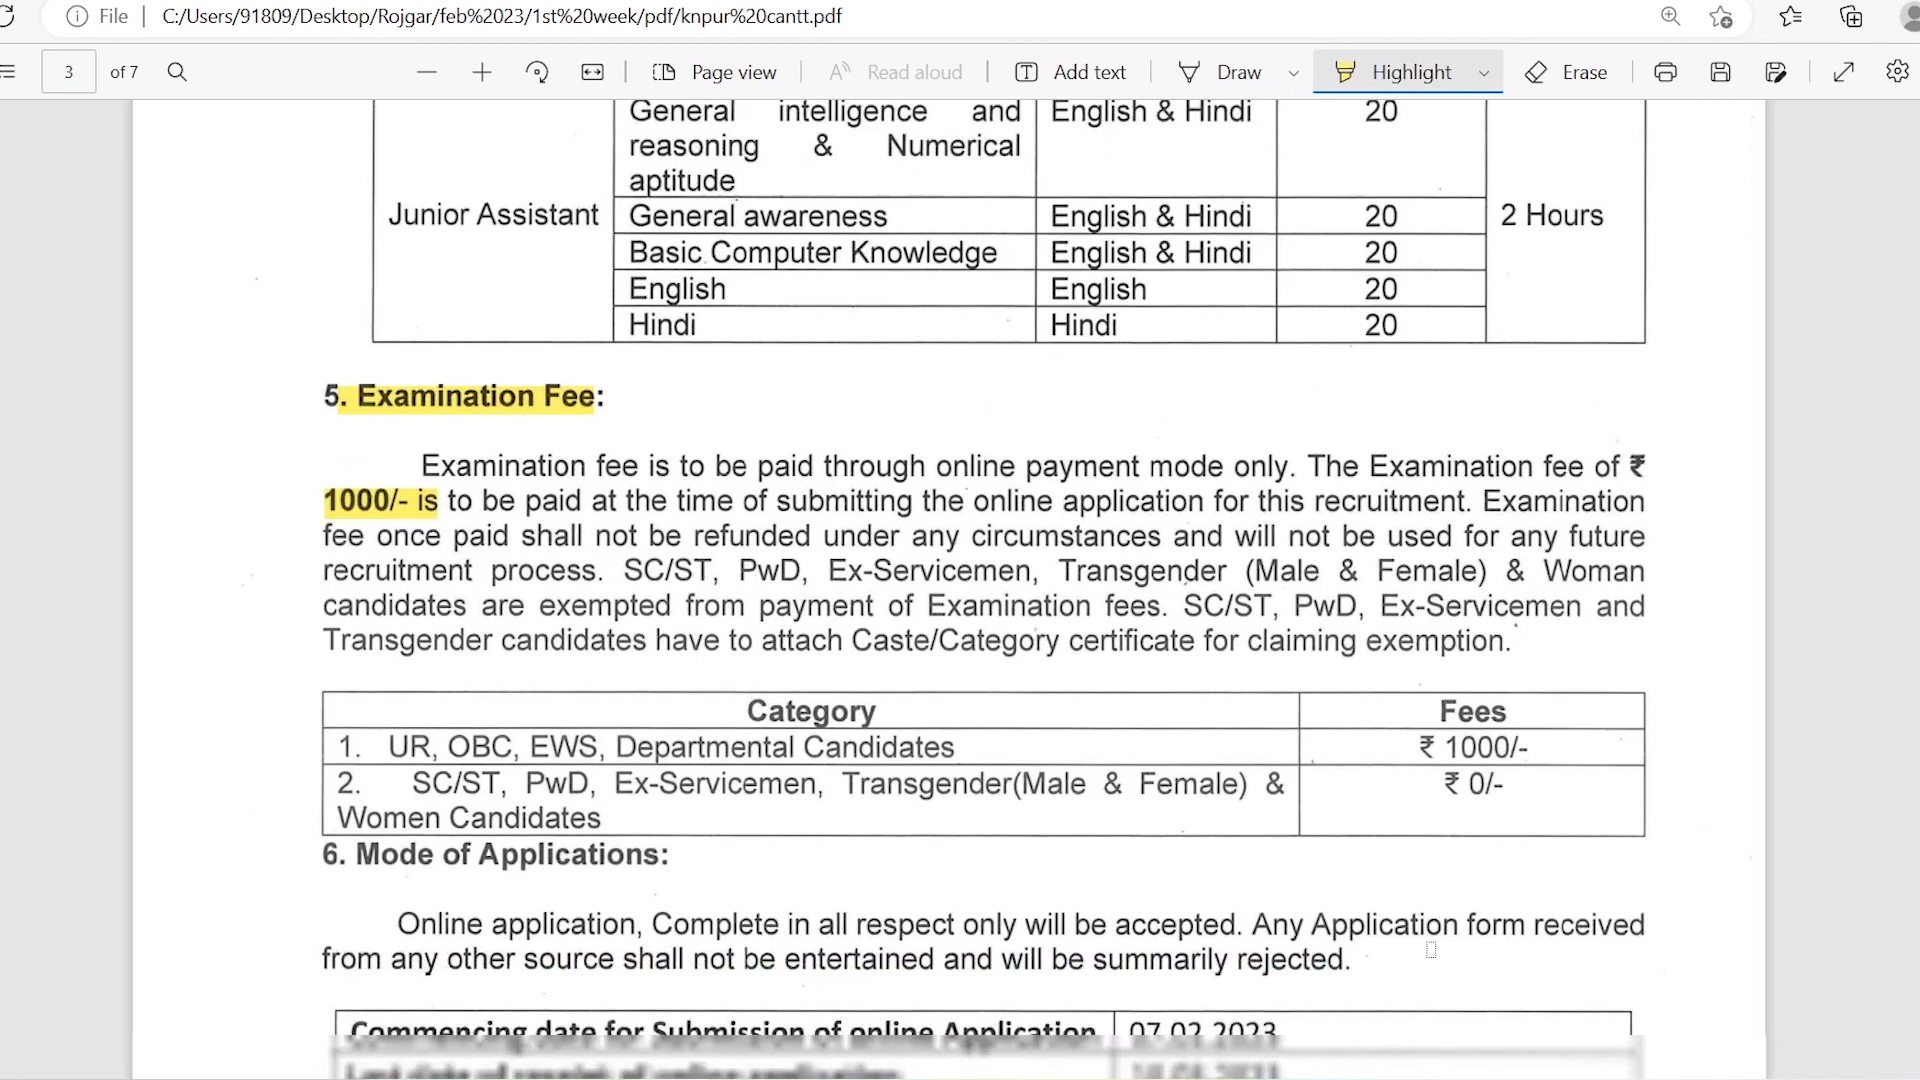 File C:/Users/91809/Desktop/Rojgar/feb%2023/1st%20week/pdf/knpur%20cantt.pdf
3 of 7 Page view Read aloud Add text Draw Highlight Erase
General intelligence and reasoning & Numerical aptitude English & Hindi 20
Junior Assistant General awareness English & Hindi 20 2 Hours
Basic Computer Knowledge English & Hindi 20
English English 20
Hindi Hindi 20
5. Examination Fee:
Examination fee is to be paid through online payment mode only. The Examination fee of ₹
1000/- is to be paid at the time of submitting the online application for this recruitment. Examination
fee once paid shall not be refunded under any circumstances and will not be used for any future
recruitment process. SC/ST, PwD, Ex-Servicemen, Transgender (Male & Female) & Woman
candidates are exempted from payment of Examination fees. SC/ST, PwD, Ex-Servicemen and
Transgender candidates have to attach Caste/Category certificate for claiming exemption.
Category Fees
1. UR, OBC, EWS, Departmental Candidates ₹ 1000/-
2. SC/ST, PwD, Ex-Servicemen, Transgender(Male & Female) & ₹ 0/-
Women Candidates
6. Mode of Applications:
Online application, Complete in all respect only will be accepted. Any Application form received
from any other source shall not be entertained and will be summarily rejected.
Commencing date for Submission of online Application 07.02.2023